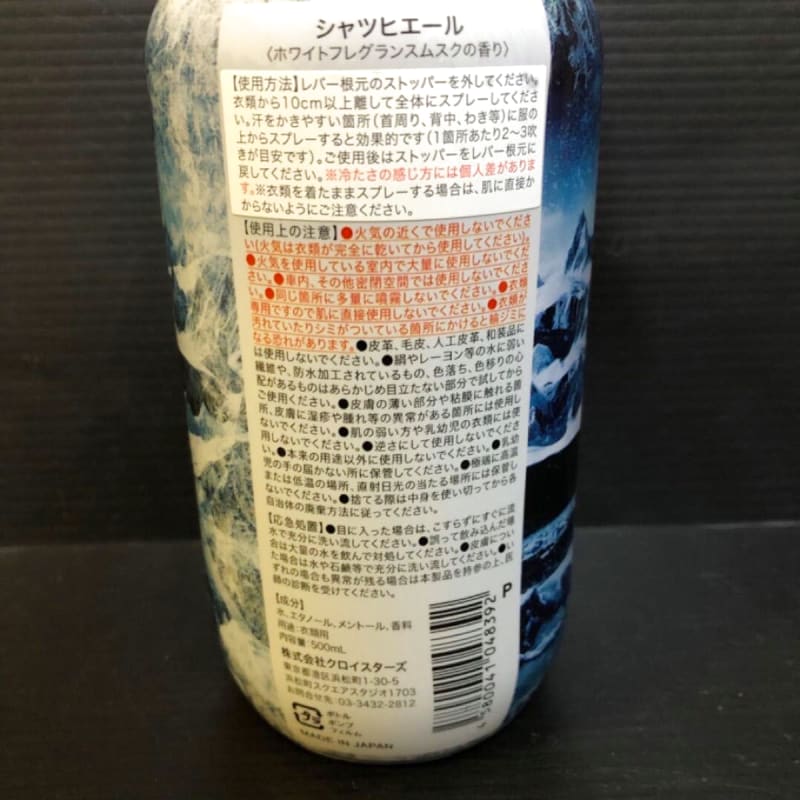 シャツヒエール
〈ホワイトフレグランスムスクの香り〉
【使用方法】レバー根元のストッパーを外してください。
衣類から10cm以上離して全体にスプレーしてくださ
い。汗をかきやすい箇所(首周り、背中、わき等)に服の
上からスプレーすると効果的です(1箇所あたり2〜3吹
きが目安です)。ご使用後はストッパーをレバー根元に
戻してください。※冷たさの感じ方には個人差がありま
す。※衣類を着たままスプレーする場合は、肌に直接か
からないようにご注意ください。
【使用上の注意】●火気の近くで使用しないでくださ
い(火気は衣類が完全に乾いてから使用してください)。
●火気を使用している室内で大量に使用しないでくださ
い。●車内、その他密閉空間では使用しないでくださ
い。●同じ箇所に多量に噴霧しないでください。●衣類
専用ですので肌に直接使用しないでください。●衣類が
汚れていたりシミがついている箇所にかけると輪ジミに
なる恐れがあります。●皮革、毛皮、人工皮革、和装品に
は使用しないでください。●絹やレーヨン等の水に弱い
繊維や、防水加工されているもの、色落ち、色移りの心
配があるものはあらかじめ目立たない部分で試してから
ご使用ください。●皮膚の薄い部分や粘膜に触れる箇
所、皮膚に湿疹や腫れ等の異常がある箇所には使用し
ないでください。●肌の弱い方や乳幼児の衣類には使
用しないでください。●逆さにして使用しないでくださ
い。●本来の用途以外に使用しないでください。●乳幼
児の手の届かない所に保管してください。●極端に高温
または低温の場所、直射日光の当たる場所には保管し
ないでください。●捨てる際は中身を使い切ってから各
自治体の廃棄方法に従ってください。
【応急処置】●目に入った場合は、こすらずにすぐに流
水で充分に洗い流してください。●誤って飲み込んだ場
合は大量の水を飲んで対処してください。●皮膚につい
た場合は水や石鹸等で充分に洗い流してください。●い
ずれの場合も異常が残る場合は本製品を持参の上、医
師の診断を受けてください。
【成分】
水、エタノール、メントール、香料
用途:衣類用
内容量:500mL
株式会社クロイスターズ
東京都港区浜松町1-30-5
浜松町スクエアスタジオ1703
お問合せ先:03-3432-2812
プラ
ボトル
ポンプ
フィルム
MADE IN JAPAN
P
4580041048392